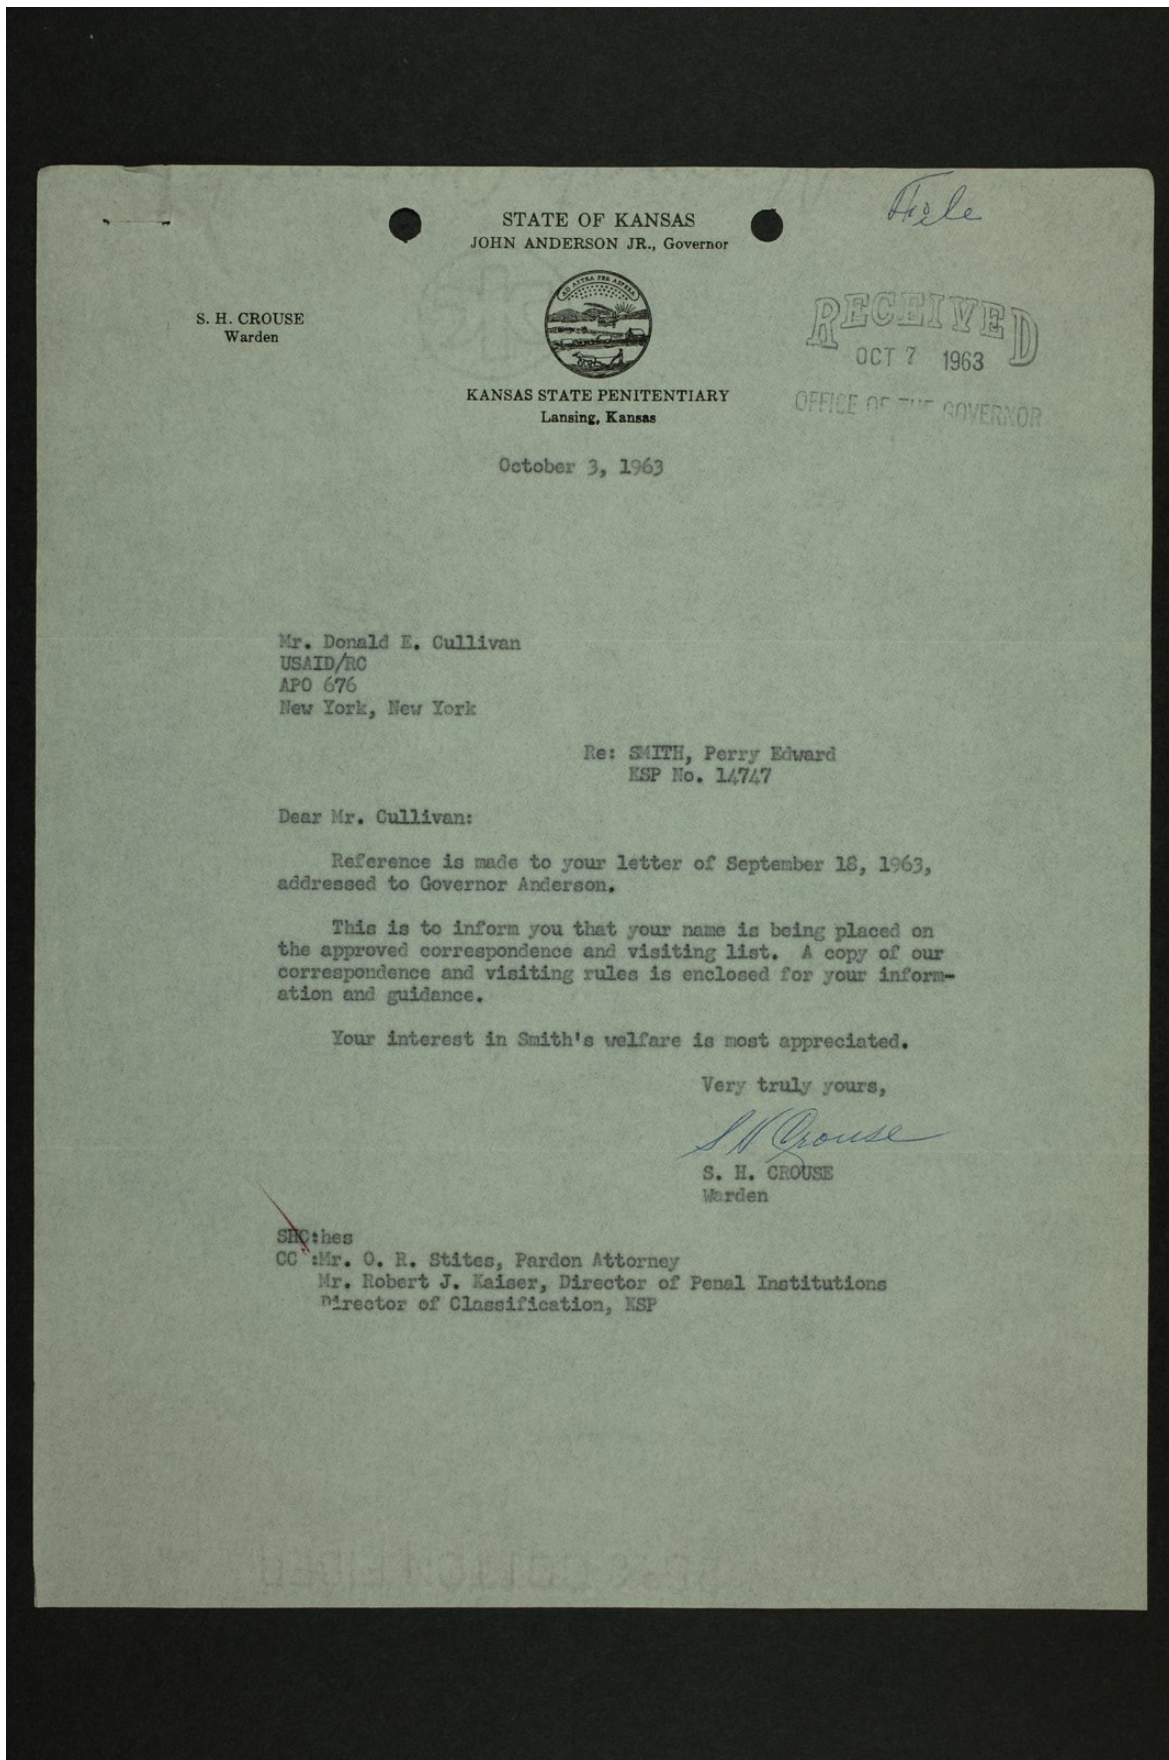 File
STATE OF KANSAS
JOHN ANDERSON JR., Governor
AD ASTRA PER ASPERA
S. H. CROUSE
Warden
RECEIVED
OCT 7 1963
OFFICE OF THE GOVERNOR
KANSAS STATE PENITENTIARY
Lansing, Kansas
October 3, 1963
Mr. Donald E. Cullivan
USAID/RC
APO 676
New York, New York
Re: SMITH, Perry Edward
KSP No. 14747
Dear Mr. Cullivan:
Reference is made to your letter of September 18, 1963,
addressed to Governor Anderson.
This is to inform you that your name is being placed on
the approved correspondence and visiting list. A copy of our
correspondence and visiting rules is enclosed for your inform-
ation and guidance.
Your interest in Smith's welfare is most appreciated.
Very truly yours,
S. H. Crouse
S. H. CROUSE
Warden
SHC:hes
CC :Mr. O. R. Stites, Pardon Attorney
Mr. Robert J. Kaiser, Director of Penal Institutions
Director of Classification, KSP